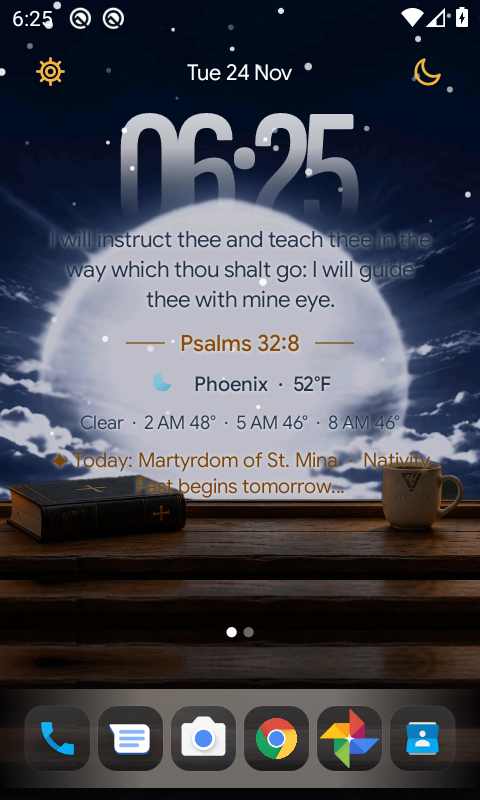 6:25
Tue 24 Nov
06:25
I will instruct thee and teach thee in the
way which thou shalt go: I will guide
thee with mine eye.
Psalms 32:8
Phoenix · 52°F
Clear · 2 AM 48° · 5 AM 46° · 8 AM 46°
Today: Martyrdom of St. Mina · Nativity
Fast begins tomorrow...